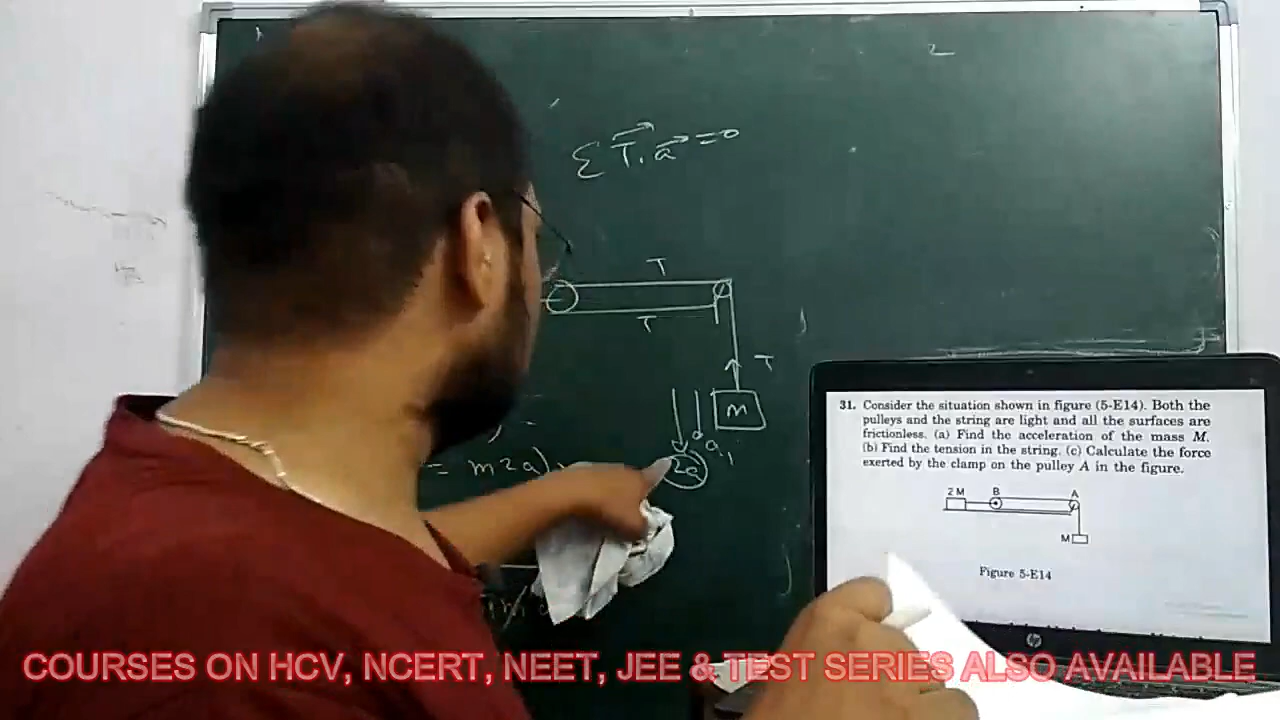 Σ T⃗. a⃗ = 0
T
T
T
M
a₁
2a
= m2a)
31. Consider the situation shown in figure (5-E14). Both the
pulleys and the string are light and all the surfaces are
frictionless. (a) Find the acceleration of the mass M.
(b) Find the tension in the string. (c) Calculate the force
exerted by the clamp on the pulley A in the figure.
2 M B A
M
Figure 5-E14
hp
COURSES ON HCV, NCERT, NEET, JEE & TEST SERIES ALSO AVAILABLE